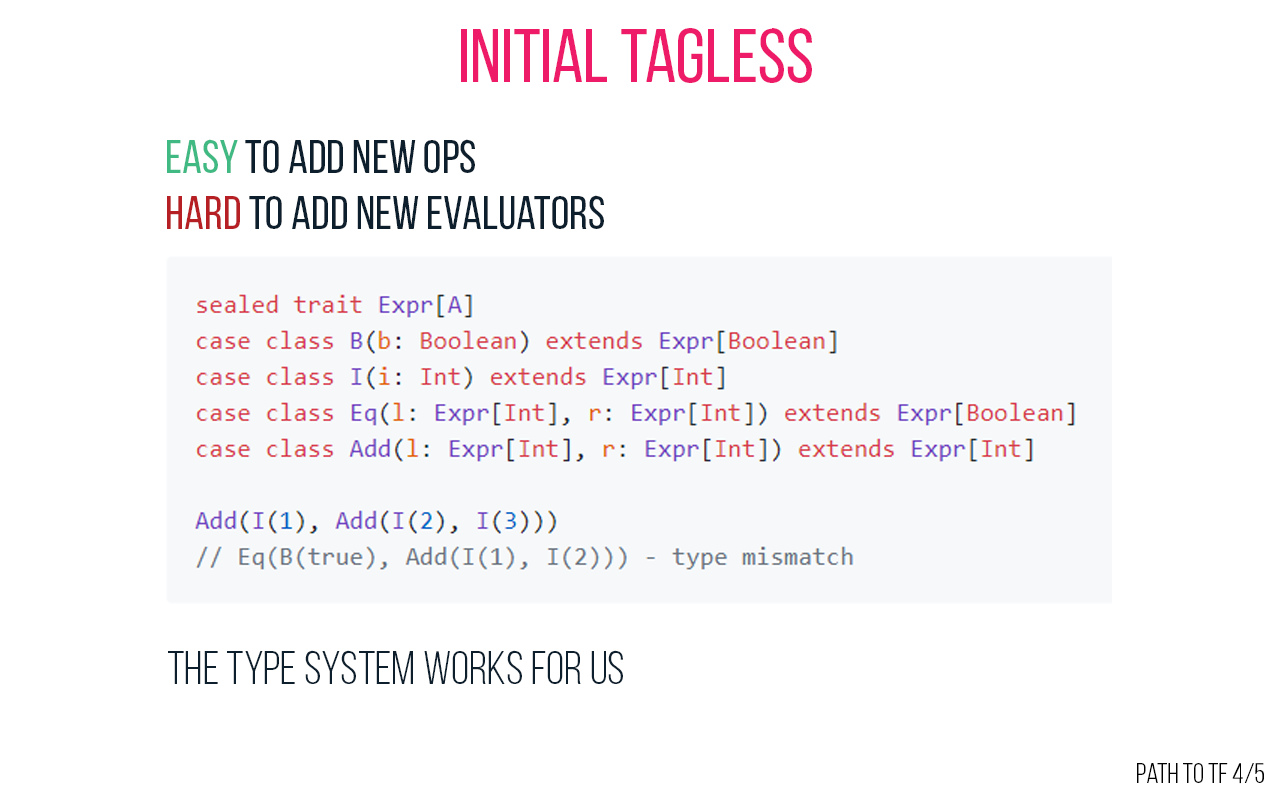 INITIAL TAGLESS
EASY TO ADD NEW OPS
HARD TO ADD NEW EVALUATORS
sealed trait Expr[A]
case class B(b: Boolean) extends Expr[Boolean]
case class I(i: Int) extends Expr[Int]
case class Eq(l: Expr[Int], r: Expr[Int]) extends Expr[Boolean]
case class Add(l: Expr[Int], r: Expr[Int]) extends Expr[Int]
Add(I(1), Add(I(2), I(3)))
// Eq(B(true), Add(I(1), I(2))) - type mismatch
THE TYPE SYSTEM WORKS FOR US
PATH TO TF 4/5